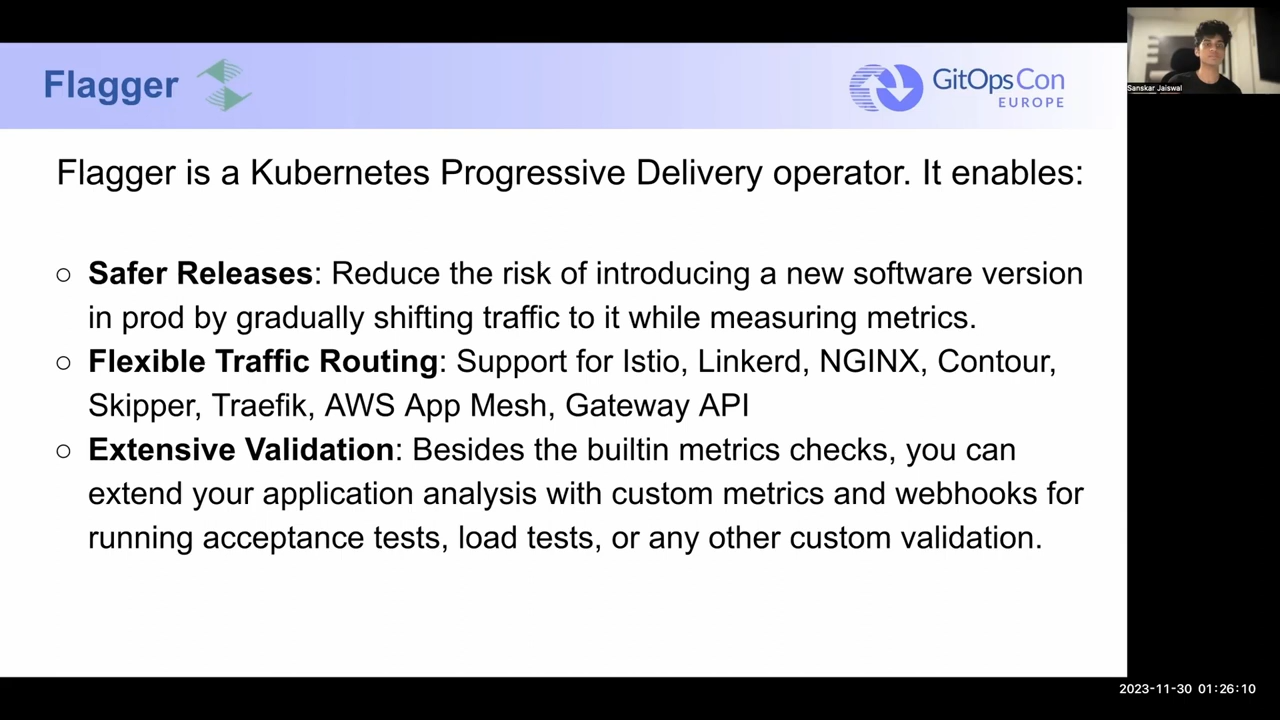 Flagger
GitOpsCon
EUROPE
Sanskar Jaiswal
Flagger is a Kubernetes Progressive Delivery operator. It enables:
○ Safer Releases: Reduce the risk of introducing a new software version
in prod by gradually shifting traffic to it while measuring metrics.
○ Flexible Traffic Routing: Support for Istio, Linkerd, NGINX, Contour,
Skipper, Traefik, AWS App Mesh, Gateway API
○ Extensive Validation: Besides the builtin metrics checks, you can
extend your application analysis with custom metrics and webhooks for
running acceptance tests, load tests, or any other custom validation.
2023-11-30 01:26:10